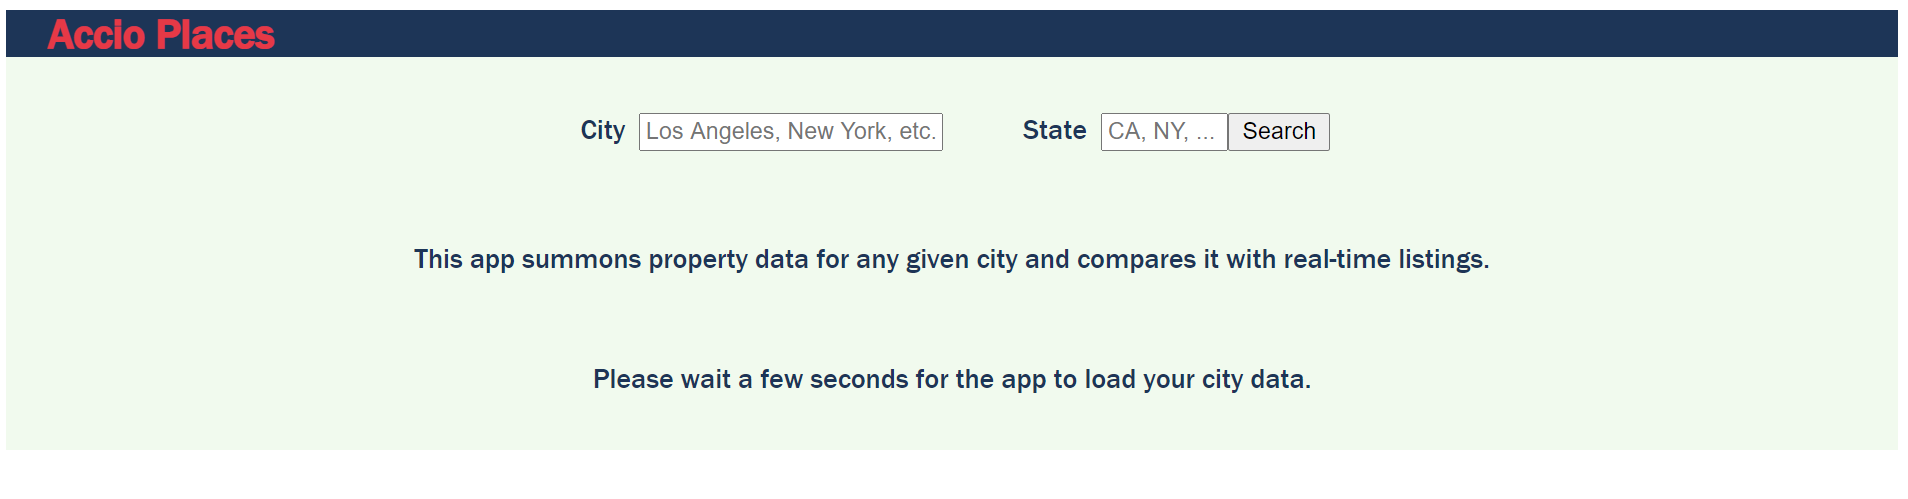 Accio Places
City Los Angeles, New York, etc. State CA, NY, ... Search
This app summons property data for any given city and compares it with real-time listings.
Please wait a few seconds for the app to load your city data.